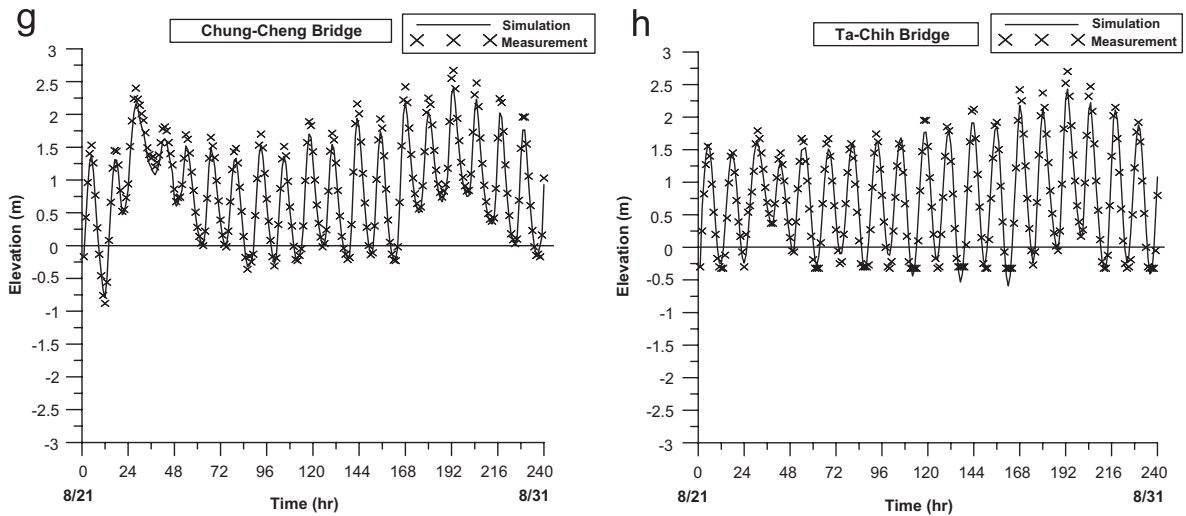 g
Chung-Cheng Bridge
Simulation
Measurement
3
2.5
2
1.5
1
0.5
0
-0.5
-1
-1.5
-2
-2.5
-3
Elevation (m)
0 24 48 72 96 120 144 168 192 216 240
8/21 8/31
Time (hr)
h
Ta-Chih Bridge
Simulation
Measurement
3
2.5
2
1.5
1
0.5
0
-0.5
-1
-1.5
-2
-2.5
-3
Elevation (m)
0 24 48 72 96 120 144 168 192 216 240
8/21 8/31
Time (hr)